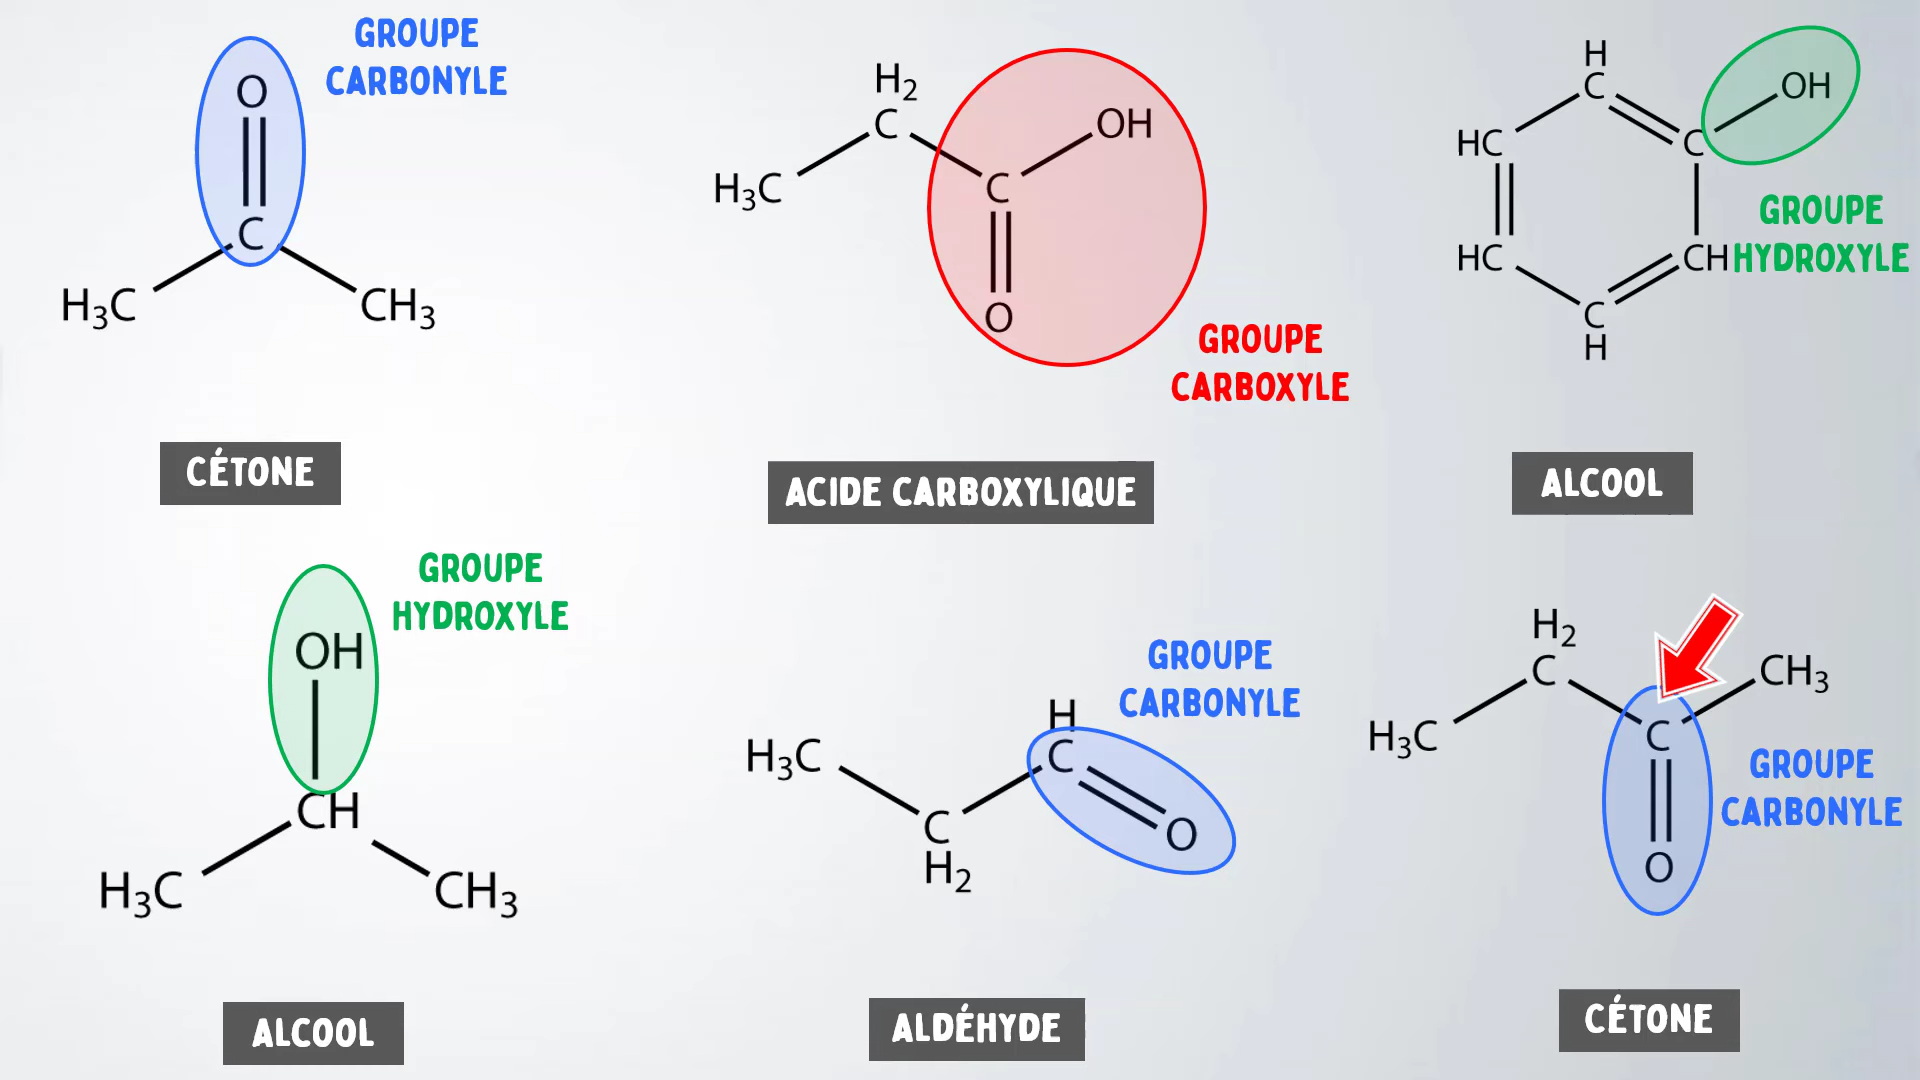 GROUPE
CARBONYLE
O
C
H₃C
CH₃
CÉTONE
H₂
C
OH
H₃C
C
O
GROUPE
CARBOXYLE
ACIDE CARBOXYLIQUE
H
C
OH
HC
C
HC
CH
C
H
GROUPE
HYDROXYLE
ALCOOL
GROUPE
HYDROXYLE
OH
CH
H₃C
CH₃
ALCOOL
GROUPE
CARBONYLE
H
H₃C
C
C
O
H₂
ALDÉHYDE
H₂
C
CH₃
H₃C
C
O
GROUPE
CARBONYLE
CÉTONE